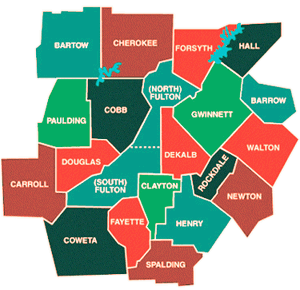 BARTOW
CHEROKEE
FORSYTH
HALL
(NORTH)
FULTON
COBB
PAULDING
GWINNETT
BARROW
DOUGLAS
DEKALB
WALTON
CARROLL
(SOUTH)
FULTON
CLAYTON
ROCKDALE
NEWTON
FAYETTE
HENRY
COWETA
SPALDING